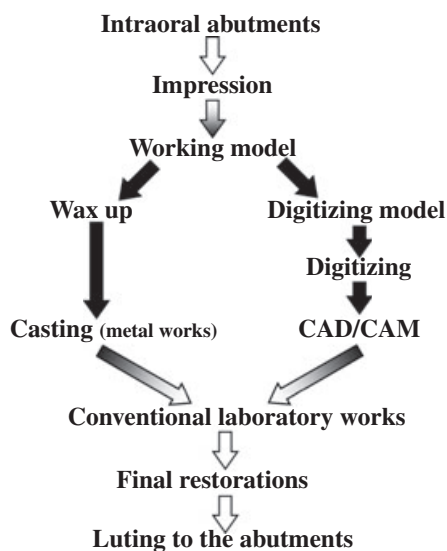 Intraoral abutments
Impression
Working model
Wax up
Digitizing model
Digitizing
Casting (metal works)
CAD/CAM
Conventional laboratory works
Final restorations
Luting to the abutments